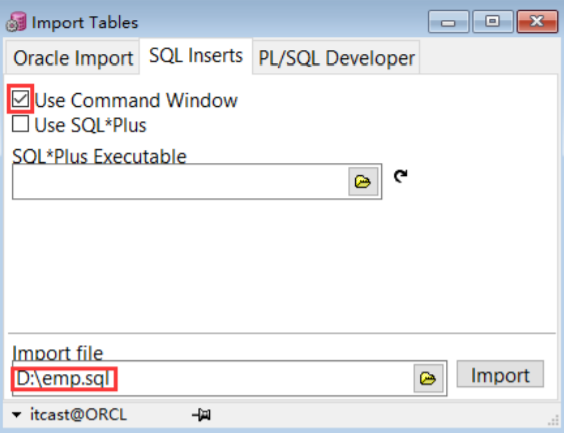 Import Tables
Oracle Import SQL Inserts PL/SQL Developer
Use Command Window
Use SQL*Plus
SQL*Plus Executable
Import file
D:\emp.sql
Import
itcast@ORCL